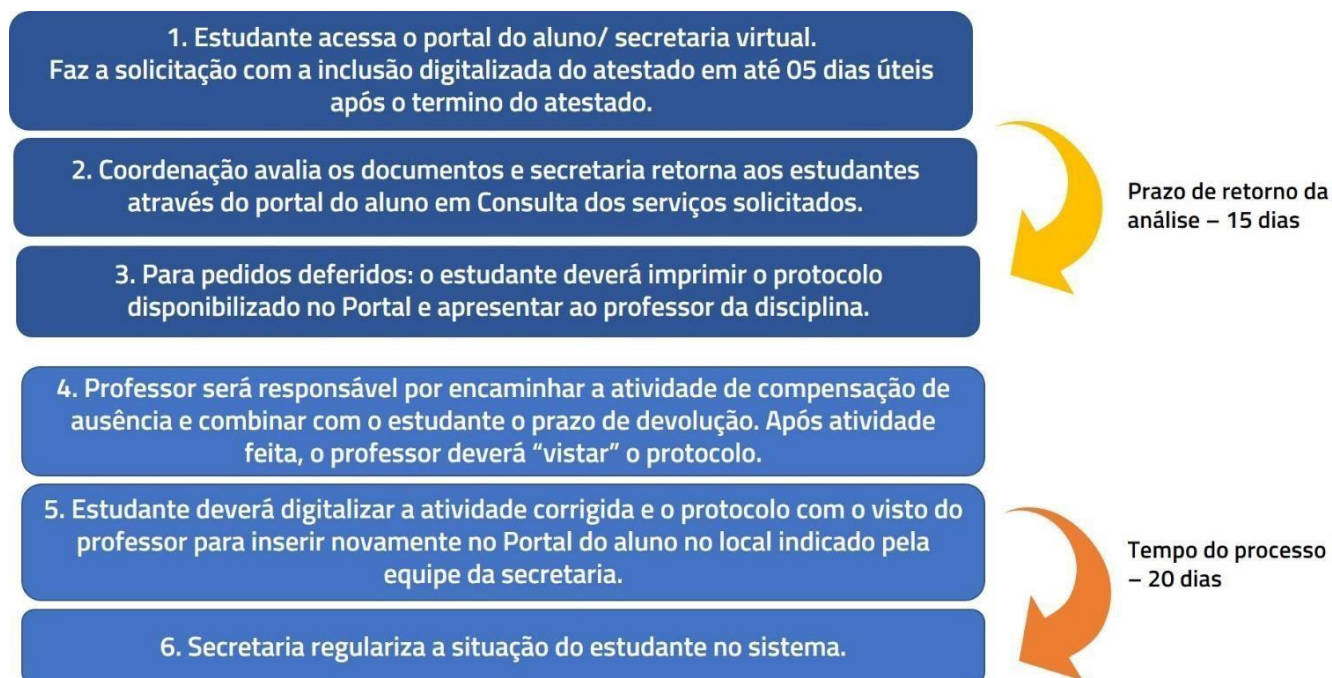 1. Estudante acessa o portal do aluno/ secretaria virtual.
Faz a solicitação com a inclusão digitalizada do atestado em até 05 dias úteis
após o termino do atestado.
2. Coordenação avalia os documentos e secretaria retorna aos estudantes
através do portal do aluno em Consulta dos serviços solicitados.
Prazo de retorno da
análise – 15 dias
3. Para pedidos deferidos: o estudante deverá imprimir o protocolo
disponibilizado no Portal e apresentar ao professor da disciplina.
4. Professor será responsável por encaminhar a atividade de compensação de
ausência e combinar com o estudante o prazo de devolução. Após atividade
feita, o professor deverá “vistar” o protocolo.
5. Estudante deverá digitalizar a atividade corrigida e o protocolo com o visto do
professor para inserir novamente no Portal do aluno no local indicado pela
equipe da secretaria.
Tempo do processo
– 20 dias
6. Secretaria regulariza a situação do estudante no sistema.